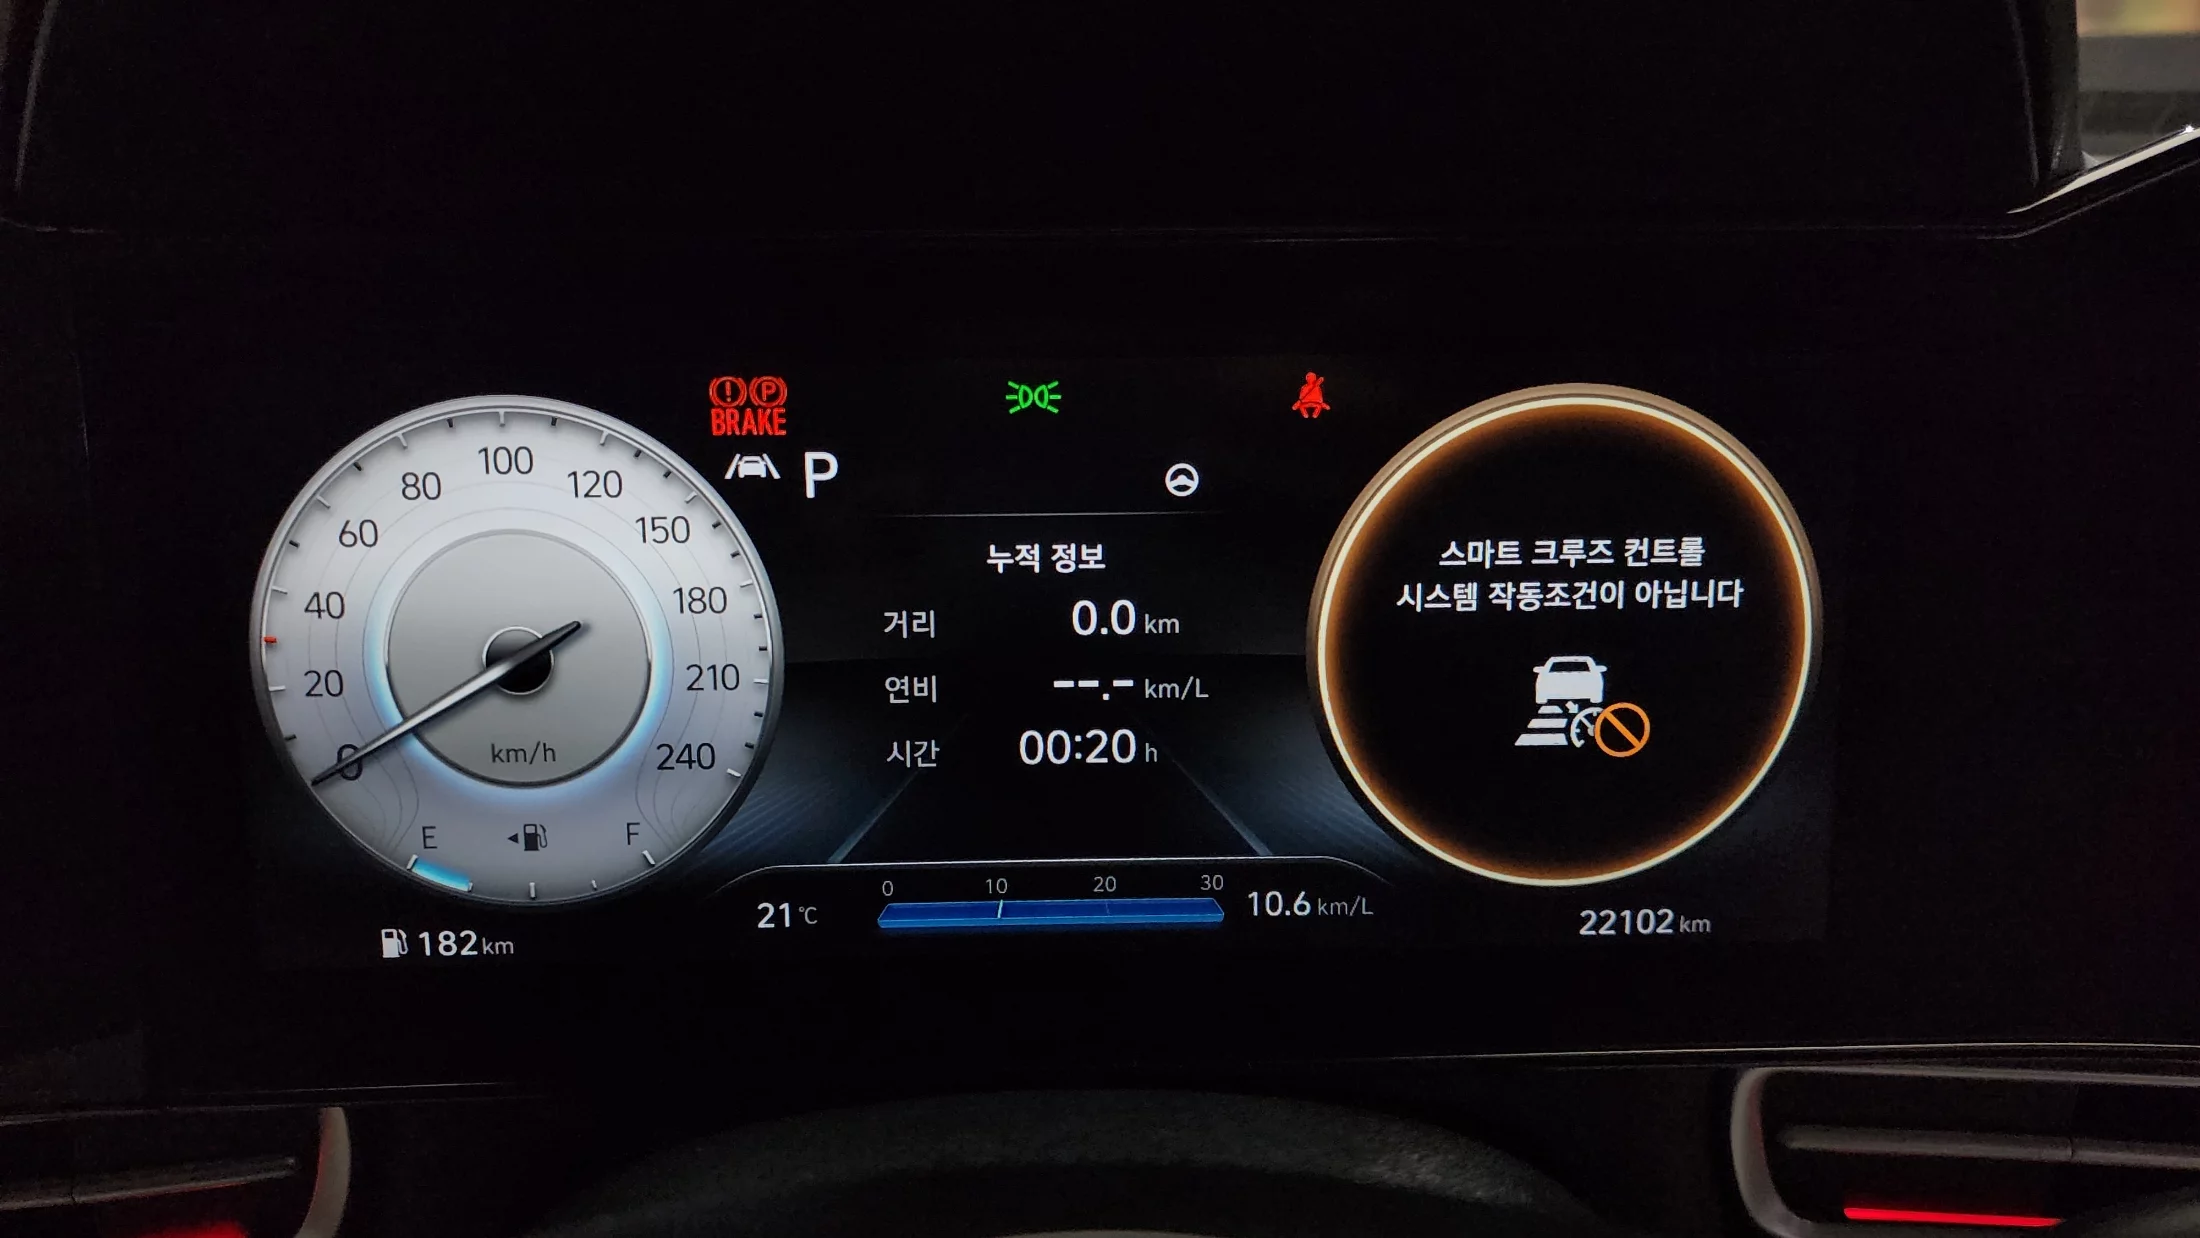 BRAKE
P
0
20
40
60
80
100
120
150
180
210
240
km/h
E
F
182 km
누적 정보
거리 0.0 km
연비 --.- km/L
시간 00:20 h
21 ℃
0 10 20 30
10.6 km/L
스마트 크루즈 컨트롤
시스템 작동조건이 아닙니다
22102 km